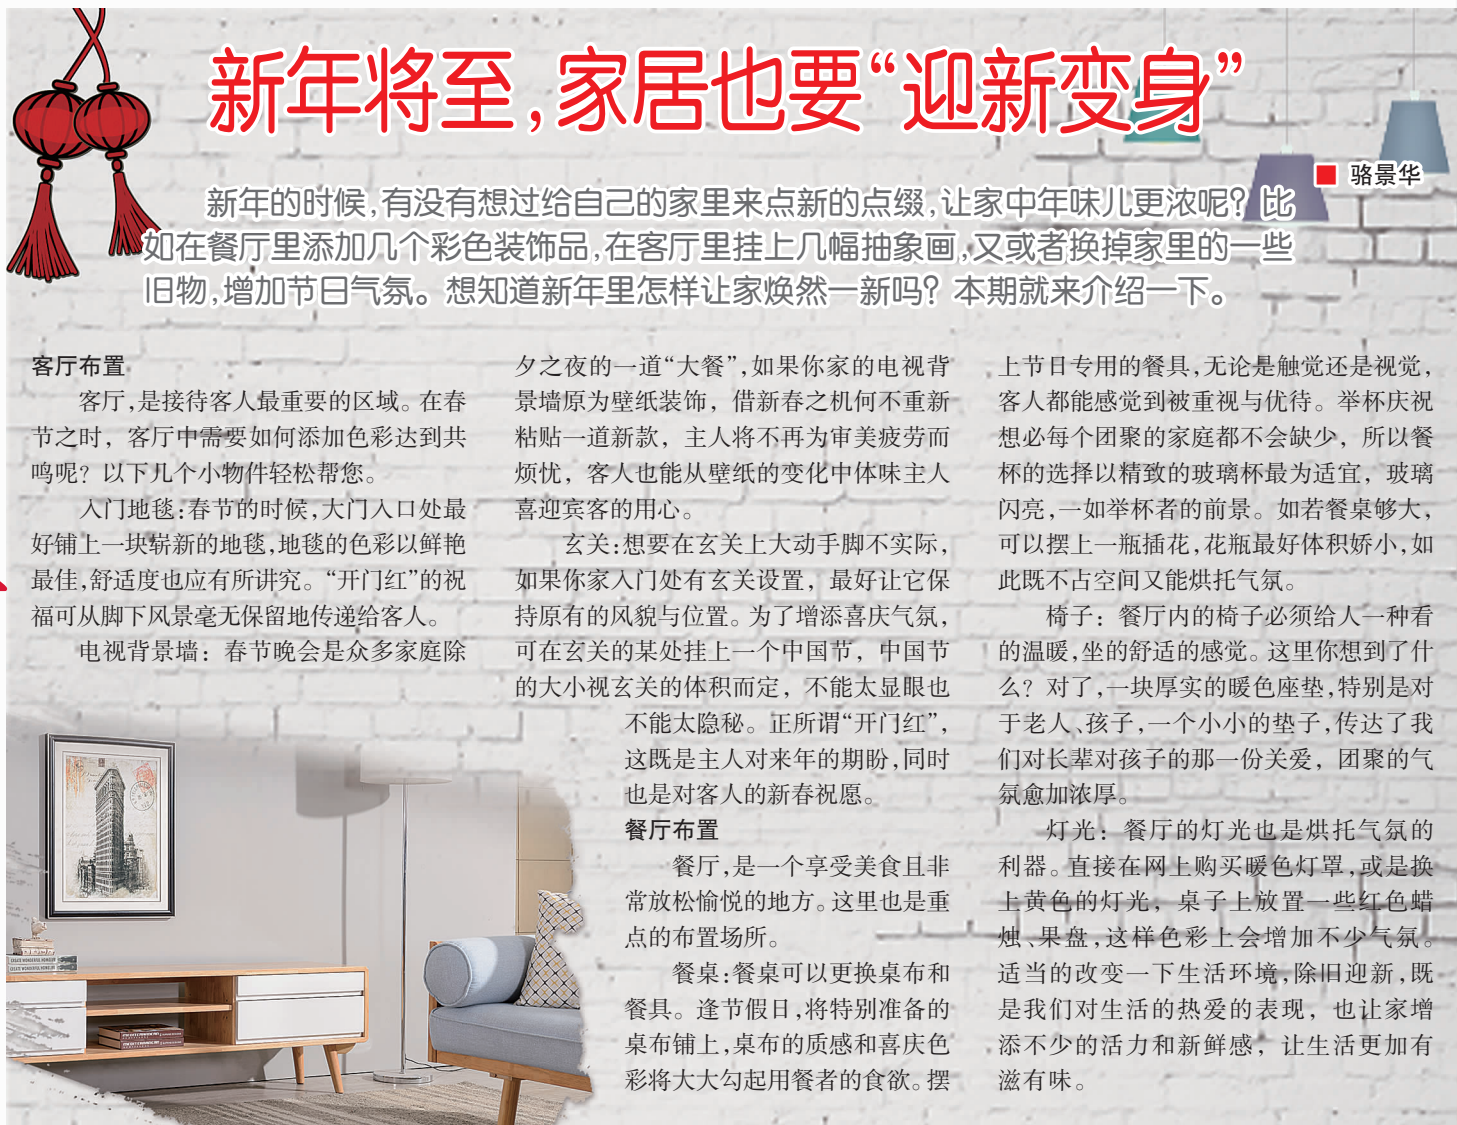 新年将至,家居也要“迎新变身”
■ 骆景华
新年的时候,有没有想过给自己的家里来点新的点缀,让家中年味儿更浓呢？比
如在餐厅里添加几个彩色装饰品,在客厅里挂上几幅抽象画,又或者换掉家里的一些
旧物,增加节日气氛。想知道新年里怎样让家焕然一新吗？本期就来介绍一下。
客厅布置
客厅,是接待客人最重要的区域。在春
节之时，客厅中需要如何添加色彩达到共
鸣呢？以下几个小物件轻松帮您。
入门地毯:春节的时候,大门入口处最
好铺上一块崭新的地毯,地毯的色彩以鲜艳
最佳,舒适度也应有所讲究。“开门红”的祝
福可从脚下风景毫无保留地传递给客人。
电视背景墙：春节晚会是众多家庭除
夕之夜的一道“大餐”,如果你家的电视背
景墙原为壁纸装饰，借新春之机何不重新
粘贴一道新款，主人将不再为审美疲劳而
烦忧，客人也能从壁纸的变化中体味主人
喜迎宾客的用心。
玄关:想要在玄关上大动手脚不实际,
如果你家入门处有玄关设置，最好让它保
持原有的风貌与位置。为了增添喜庆气氛,
可在玄关的某处挂上一个中国节，中国节
的大小视玄关的体积而定，不能太显眼也
不能太隐秘。正所谓“开门红”,
这既是主人对来年的期盼,同时
也是对客人的新春祝愿。
餐厅布置
餐厅,是一个享受美食且非
常放松愉悦的地方。这里也是重
点的布置场所。
餐桌:餐桌可以更换桌布和
餐具。逢节假日,将特别准备的
桌布铺上,桌布的质感和喜庆色
彩将大大勾起用餐者的食欲。摆
上节日专用的餐具,无论是触觉还是视觉,
客人都能感觉到被重视与优待。举杯庆祝
想必每个团聚的家庭都不会缺少，所以餐
杯的选择以精致的玻璃杯最为适宜，玻璃
闪亮,一如举杯者的前景。如若餐桌够大,
可以摆上一瓶插花,花瓶最好体积娇小,如
此既不占空间又能烘托气氛。
椅子：餐厅内的椅子必须给人一种看
的温暖,坐的舒适的感觉。这里你想到了什
么？对了,一块厚实的暖色座垫,特别是对
于老人、孩子,一个小小的垫子,传达了我
们对长辈对孩子的那一份关爱，团聚的气
氛愈加浓厚。
灯光：餐厅的灯光也是烘托气氛的
利器。直接在网上购买暖色灯罩,或是换
上黄色的灯光，桌子上放置一些红色蜡
烛、果盘,这样色彩上会增加不少气氛。
适当的改变一下生活环境,除旧迎新,既
是我们对生活的热爱的表现，也让家增
添不少的活力和新鲜感，让生活更加有
滋有味。